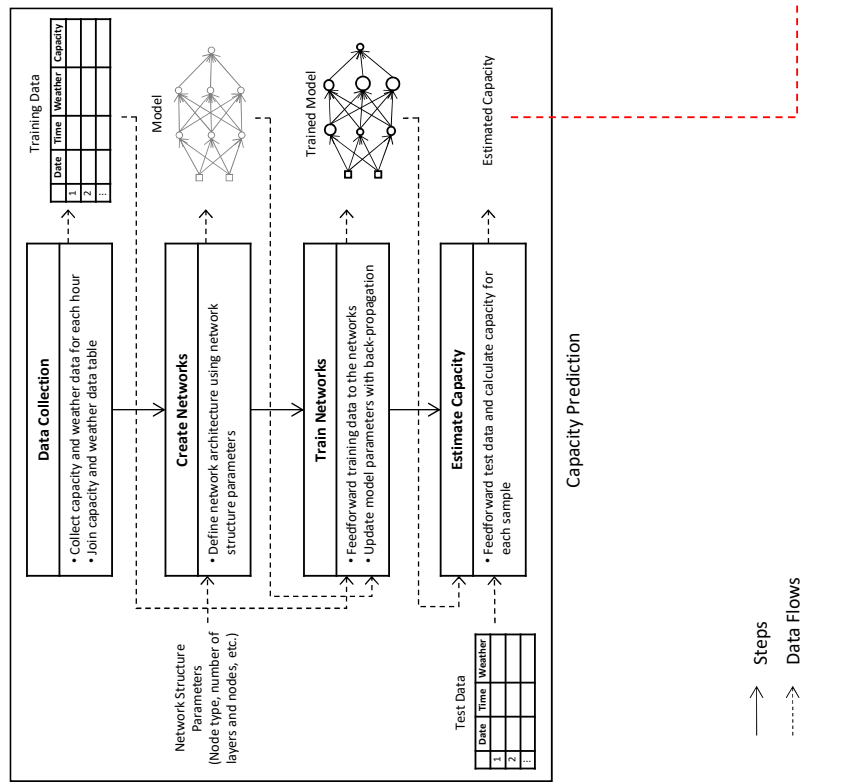 Data Collection
• Collect capacity and weather data for each hour
• Join capacity and weather data table
Training Data
Date Time Weather Capacity
1
2
⋮
Network Structure
Parameters
(Node type, number of
layers and nodes, etc.)
Create Networks
• Define network architecture using network
structure parameters
Model
Train Networks
• Feedforward training data to the networks
• Update model parameters with back-propagation
Trained Model
Test Data
Date Time Weather
1
2
⋮
Estimate Capacity
• Feedforward test data and calculate capacity for
each sample
Estimated Capacity
Capacity Prediction
Steps
Data Flows